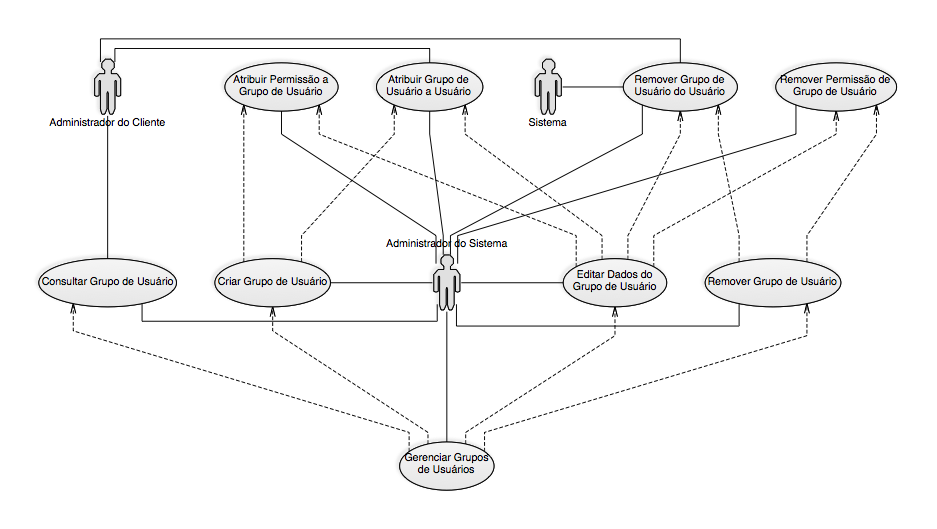 Administrador do Cliente
Atribuir Permissão a
Grupo de Usuário
Atribuir Grupo de
Usuário a Usuário
Sistema
Remover Grupo de
Usuário do Usuário
Remover Permissão de
Grupo de Usuário
Administrador do Sistema
Consultar Grupo de Usuário
Criar Grupo de Usuário
Editar Dados do
Grupo de Usuário
Remover Grupo de Usuário
Gerenciar Grupos
de Usuários